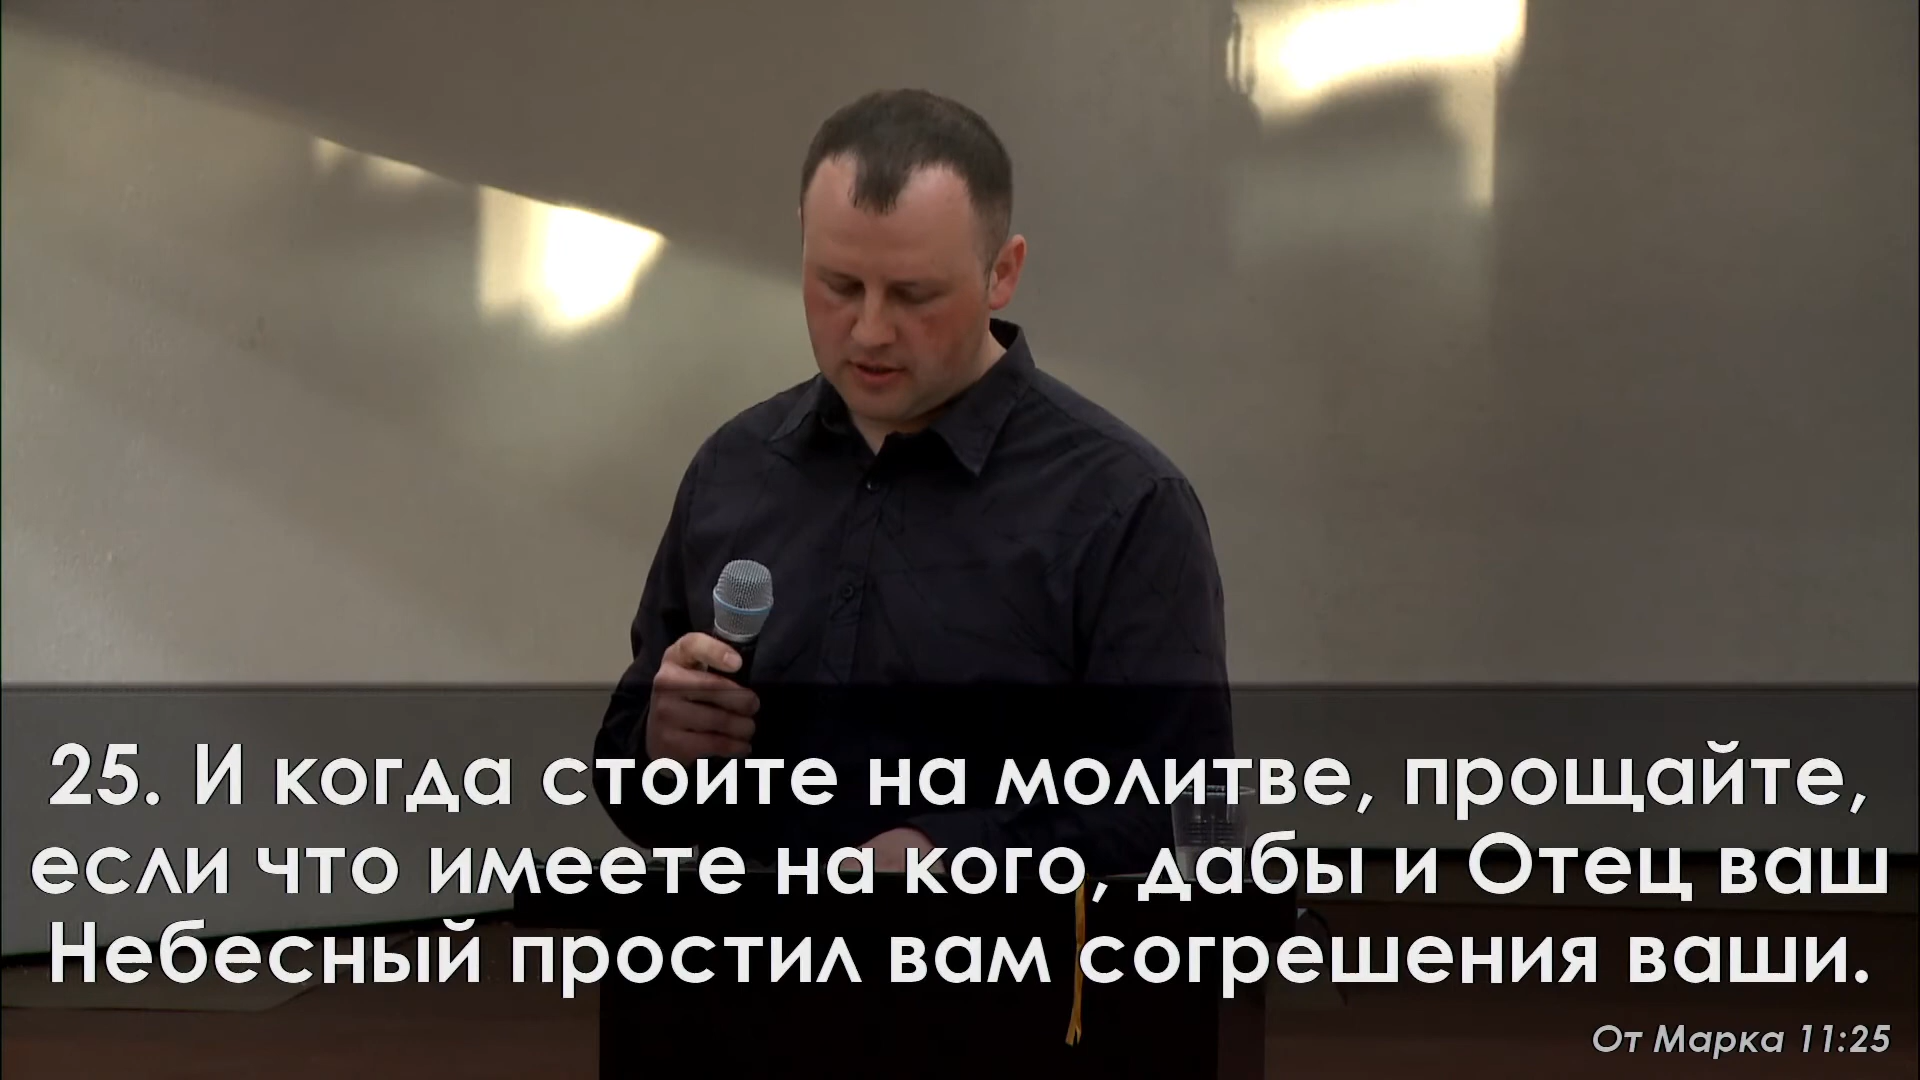 25. И когда стоите на молитве, прощайте,
если что имеете на кого, дабы и Отец ваш
Небесный простил вам согрешения ваши.
От Марка 11:25